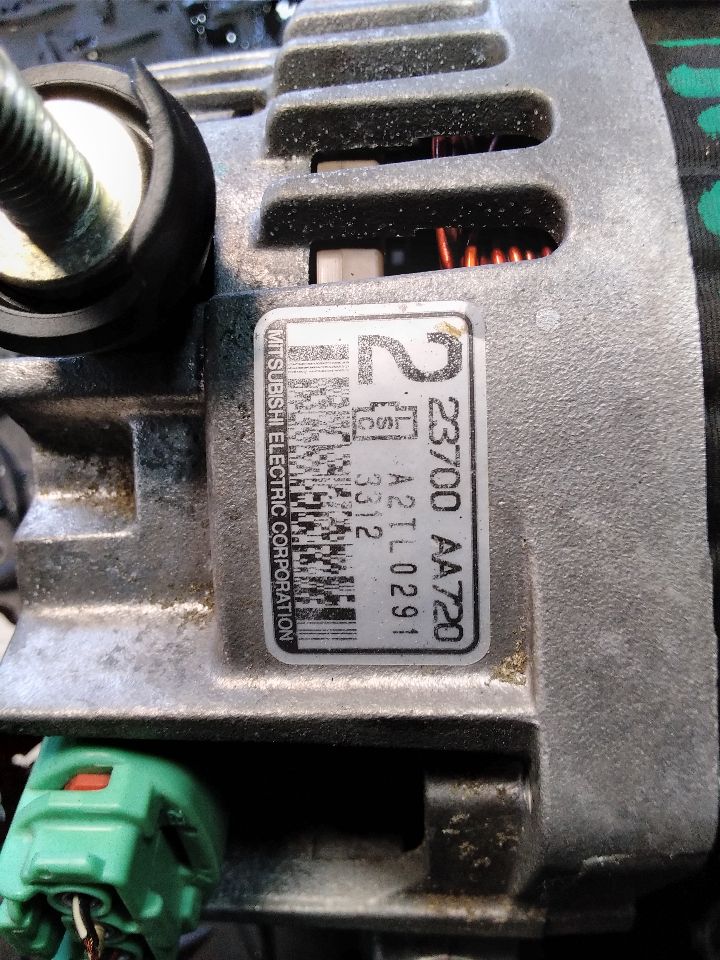 2
23700 AA720
L
S
C
A2TL0291
3312
MITSUBISHI ELECTRIC CORPORATION